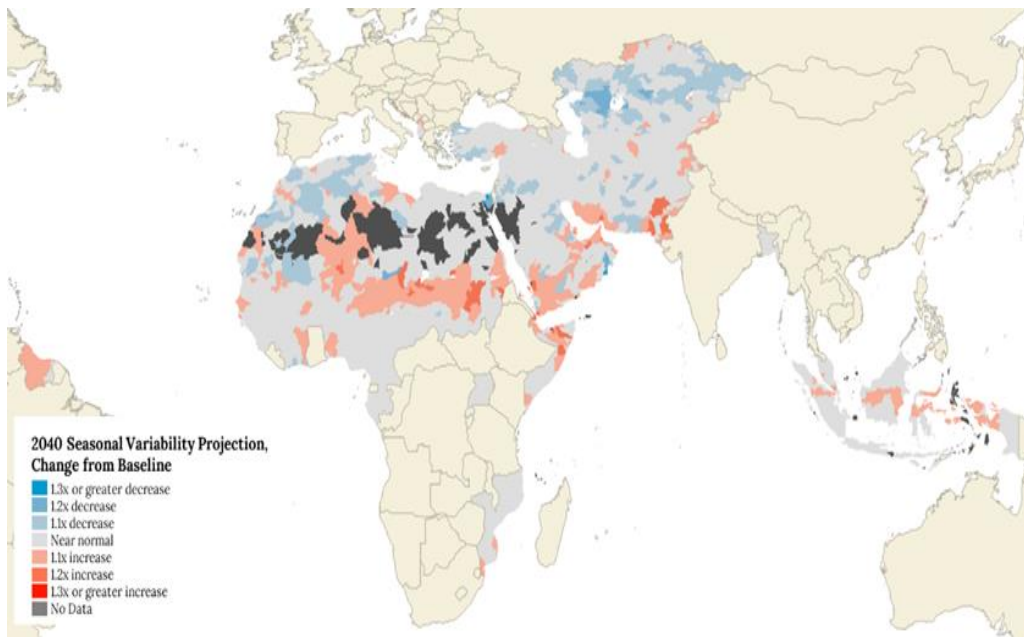 2040 Seasonal Variability Projection,
Change from Baseline
1.3x or greater decrease
1.2x decrease
1.1x decrease
Near normal
1.1x increase
1.2x increase
1.3x or greater increase
No Data